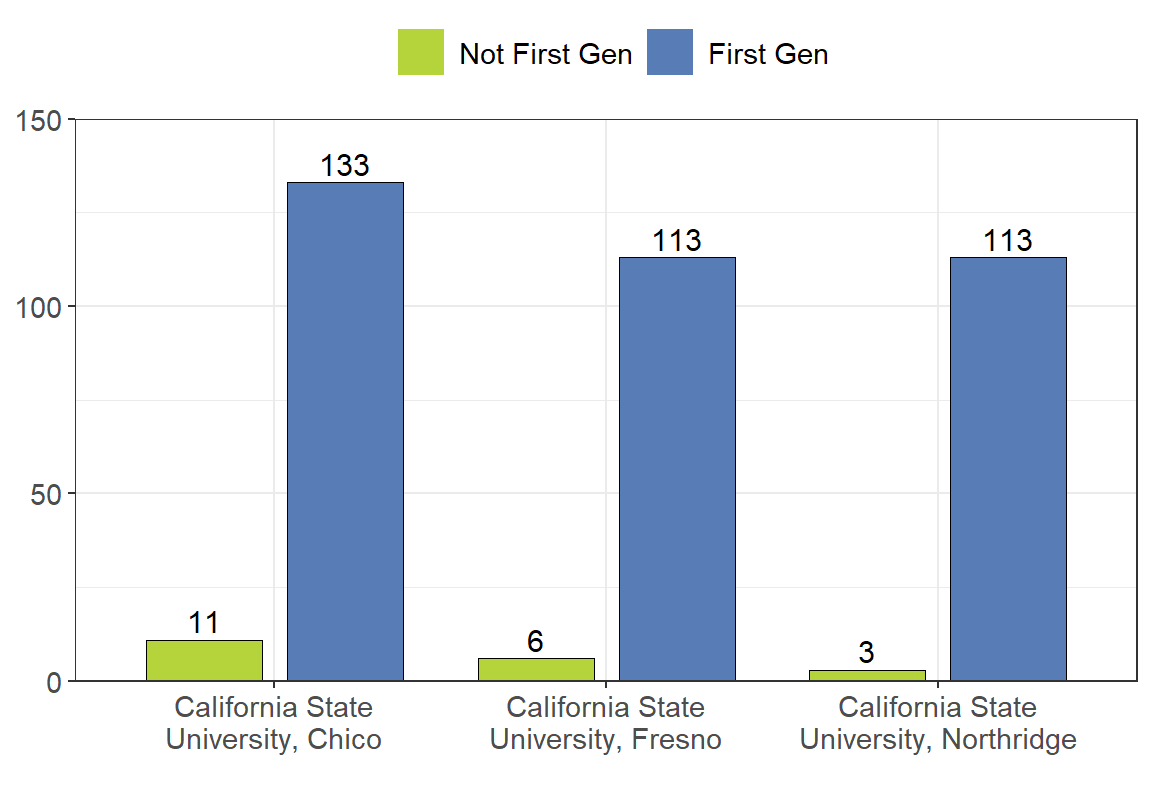 Not First Gen First Gen
150
133
113
113
100
50
11
6
3
0
California State
University, Chico
California State
University, Fresno
California State
University, Northridge